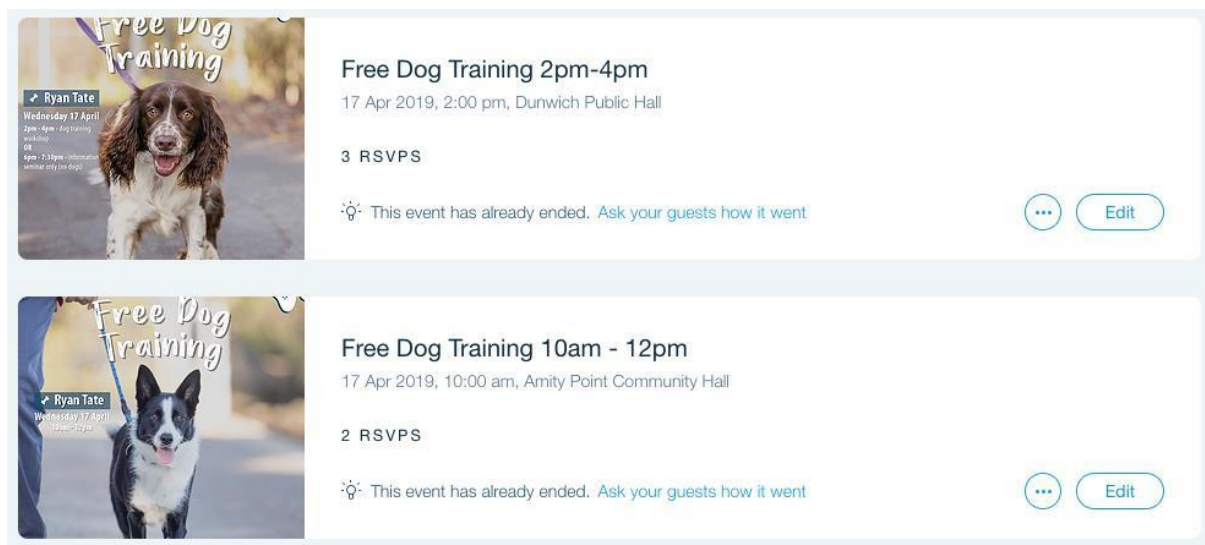 Free Dog
Training
Ryan Tate
Wednesday 17 April
2pm - 4pm - dog training
workshop
OR
6pm - 7:30pm - information
seminar only (no dogs)
Free Dog Training 2pm-4pm
17 Apr 2019, 2:00 pm, Dunwich Public Hall
3 RSVPS
This event has already ended. Ask your guests how it went
Edit
Free Dog
Training
Ryan Tate
Wednesday 17 April
10am-12pm
Free Dog Training 10am - 12pm
17 Apr 2019, 10:00 am, Amity Point Community Hall
2 RSVPS
This event has already ended. Ask your guests how it went
Edit